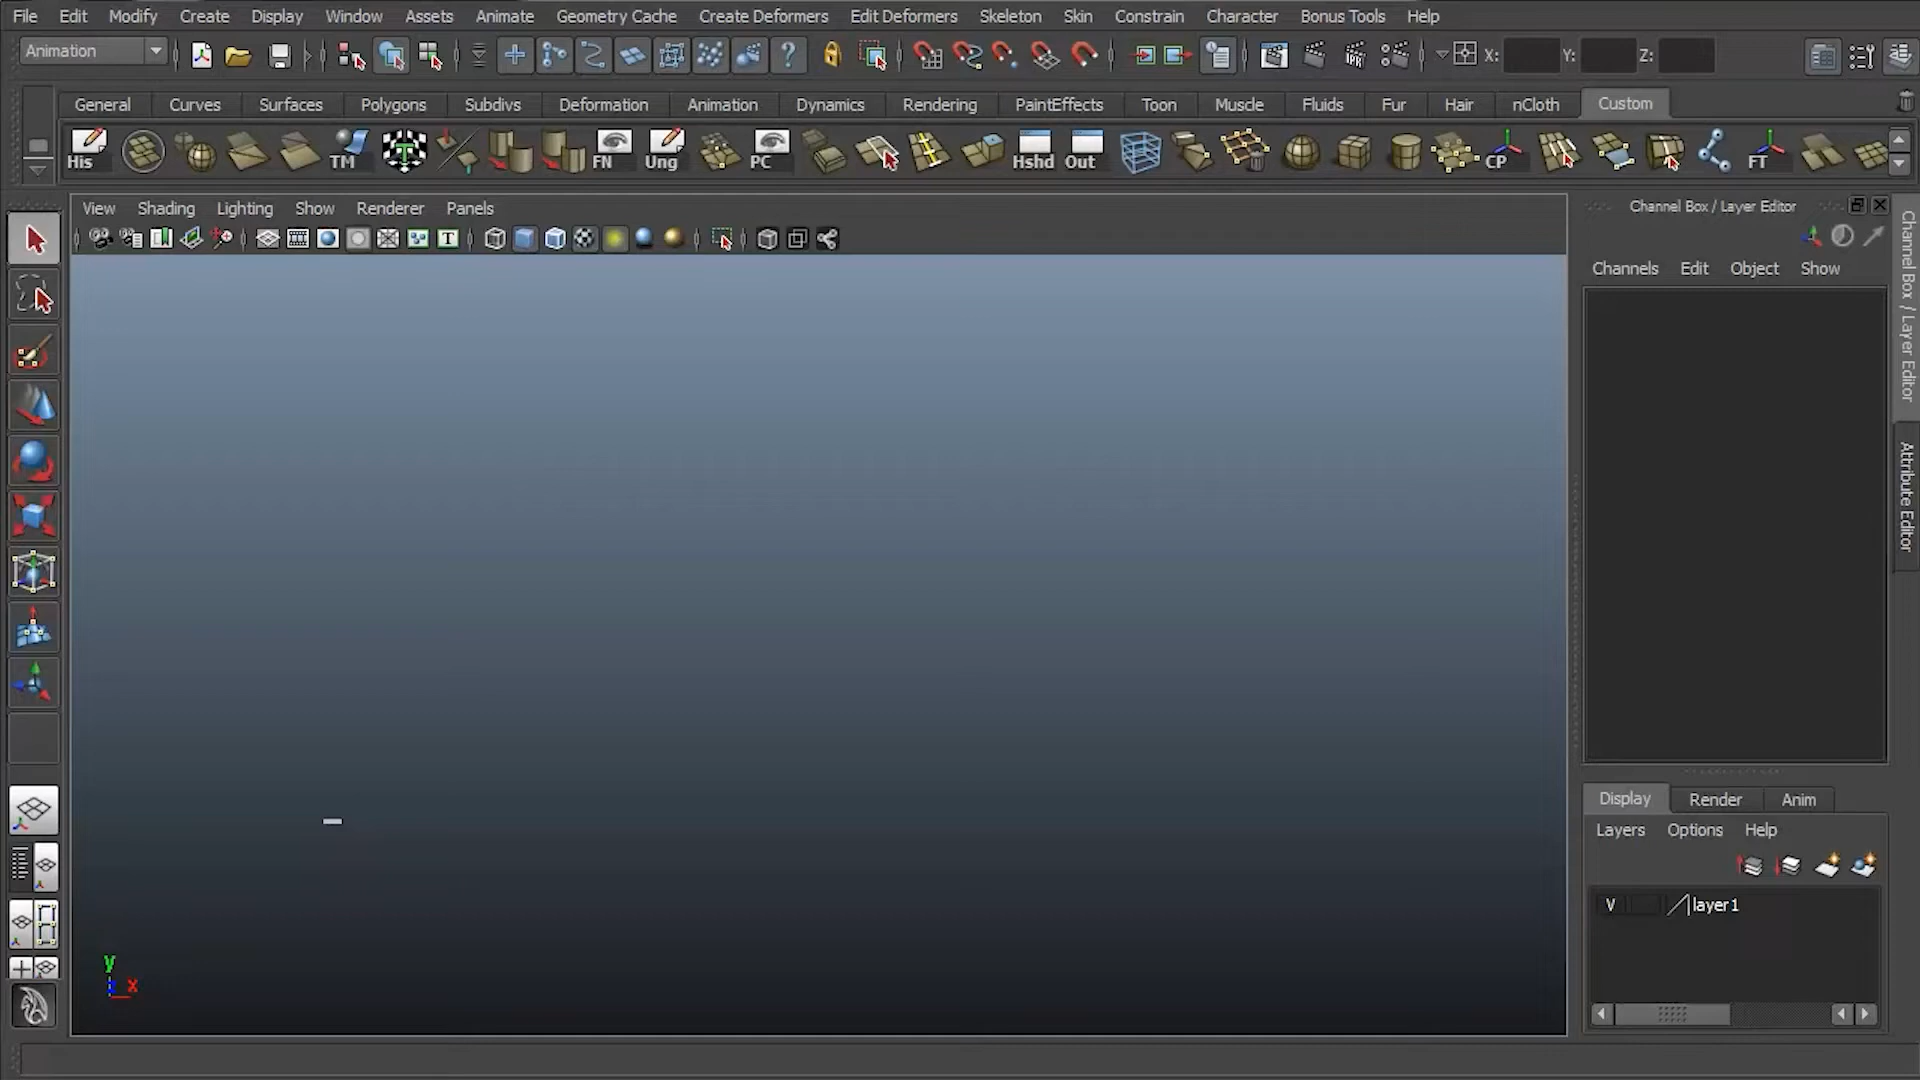 File Edit Modify Create Display Window Assets Animate Geometry Cache Create Deformers Edit Deformers Skeleton Skin Constrain Character Bonus Tools Help
Animation X: Y: Z:
General Curves Surfaces Polygons Subdivs Deformation Animation Dynamics Rendering PaintEffects Toon Muscle Fluids Fur Hair nCloth Custom
His TM FN Ung PC Hshd Out CP FT
View Shading Lighting Show Renderer Panels
T
Channel Box / Layer Editor
Channels Edit Object Show
Channel Box / Layer Editor
Attribute Editor
Display Render Anim
Layers Options Help
V layer1
y
x